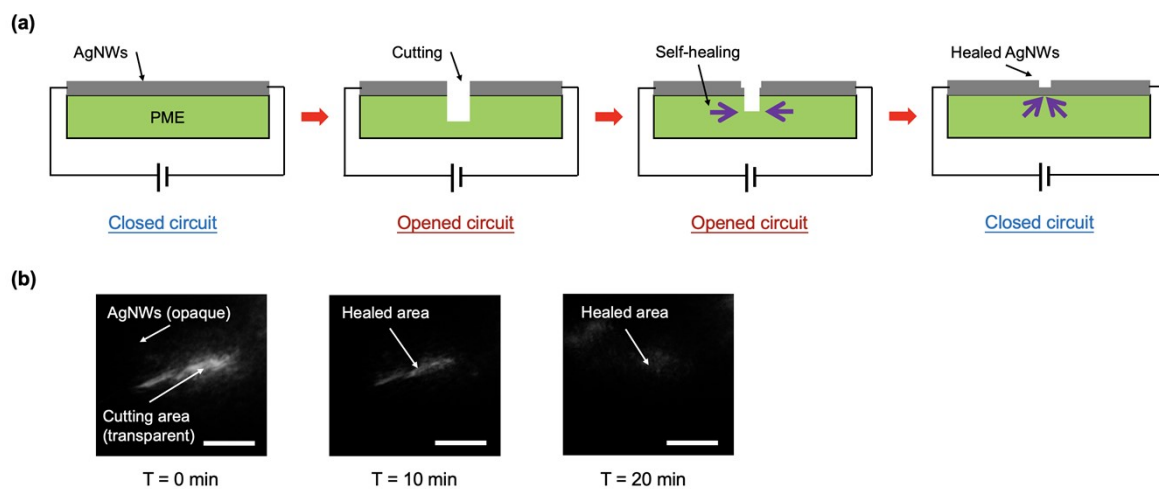 (a)
AgNWs
Cutting
Self-healing
Healed AgNWs
PME
Closed circuit
Opened circuit
Opened circuit
Closed circuit
(b)
AgNWs (opaque)
Cutting area
(transparent)
Healed area
Healed area
T = 0 min
T = 10 min
T = 20 min